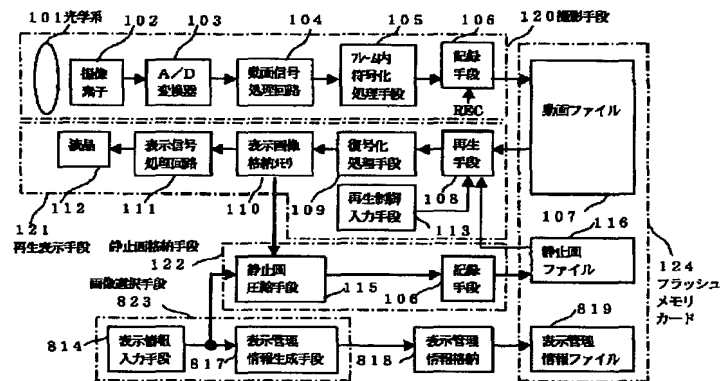 101光学系
102
103
104
105
106
120撮影手段
撮像
素子
A/D
変換器
動画信号
処理回路
フレーム内
符号化
処理手段
記録
手段
REC
動画ファイル
液晶
表示信号
処理回路
表示画像
格納メモリ
復号化
処理手段
再生
手段
112
111
110
109
108
再生制御
入力手段
113
107
116
121
再生表示手段
静止画格納手段
122
静止画
圧縮手段
115
記録
手段
106
静止画
ファイル
124
フラッシュ
メモリ
カード
画像選択手段
823
814
表示情報
入力手段
817
表示管理
情報生成手段
818
表示管理
情報格納
819
表示管理
情報ファイル